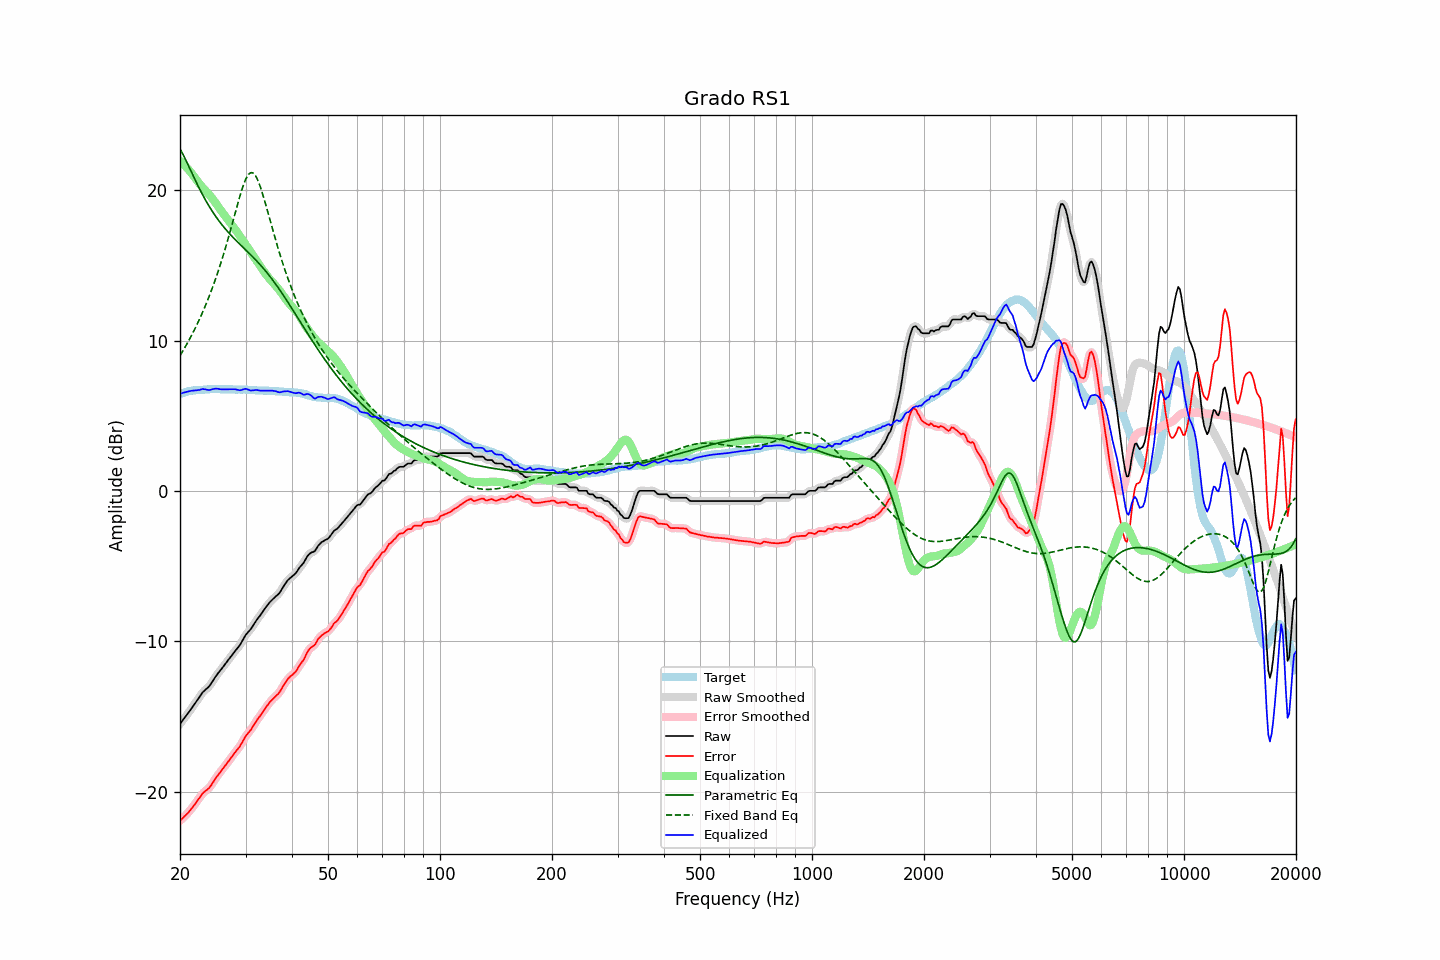 Grado RS1
Amplitude (dBr)
20
10
0
−10
−20
Target
Raw Smoothed
Error Smoothed
Raw
Error
Equalization
Parametric Eq
Fixed Band Eq
Equalized
20 50 100 200 500 1000 2000 5000 10000 20000
Frequency (Hz)